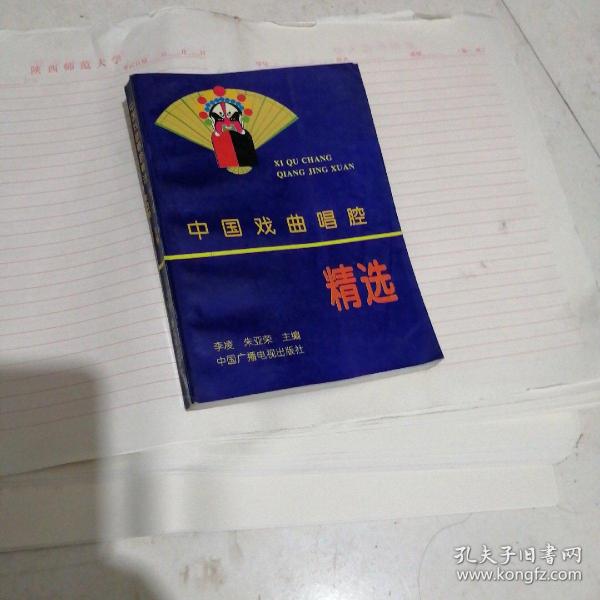 陕西师范大学
XI QU CHANG
QIANG JING XUAN
中国戏曲唱腔
精选
李凌 朱亚荣 主编
中国广播电视出版社
孔夫子旧书网
www.kongfz.com